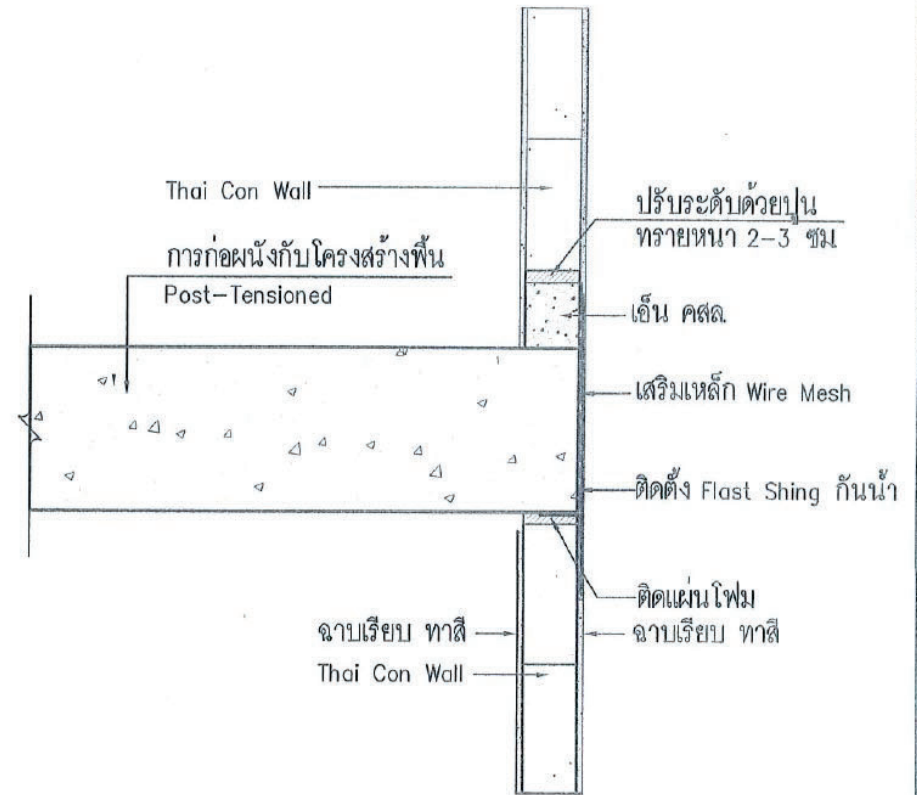 Thai Con Wall
ปรับระดับด้วยปูน
ทรายหนา 2-3 ซม
การก่อผนังกับโครงสร้างพื้น
Post-Tensioned
เอ็น คสล.
เสริมเหล็ก Wire Mesh
ติดตั้ง Flast Shing กันน้ำ
ติดแผ่นโฟม
ฉาบเรียบ ทาสี
ฉาบเรียบ ทาสี
Thai Con Wall